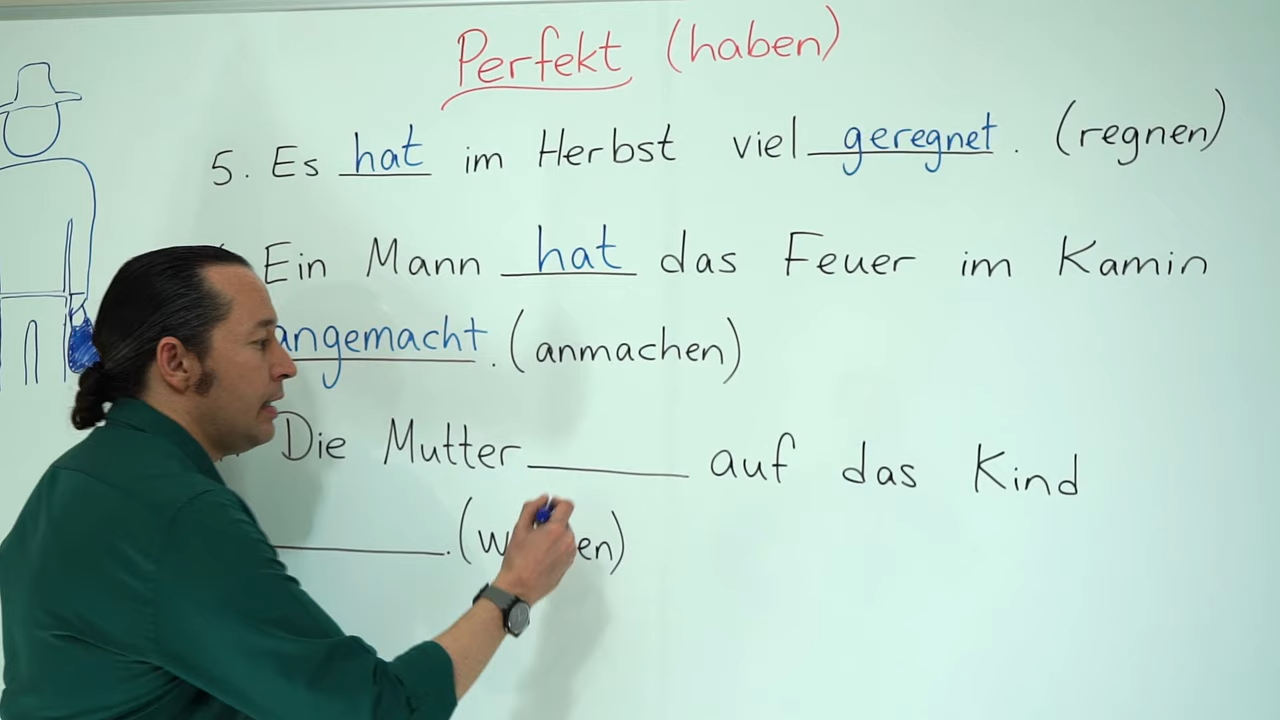 Perfekt (haben)
5. Es hat im Herbst viel geregnet. (regnen)
Ein Mann hat das Feuer im Kamin
angemacht. (anmachen)
Die Mutter ______ auf das Kind
______.